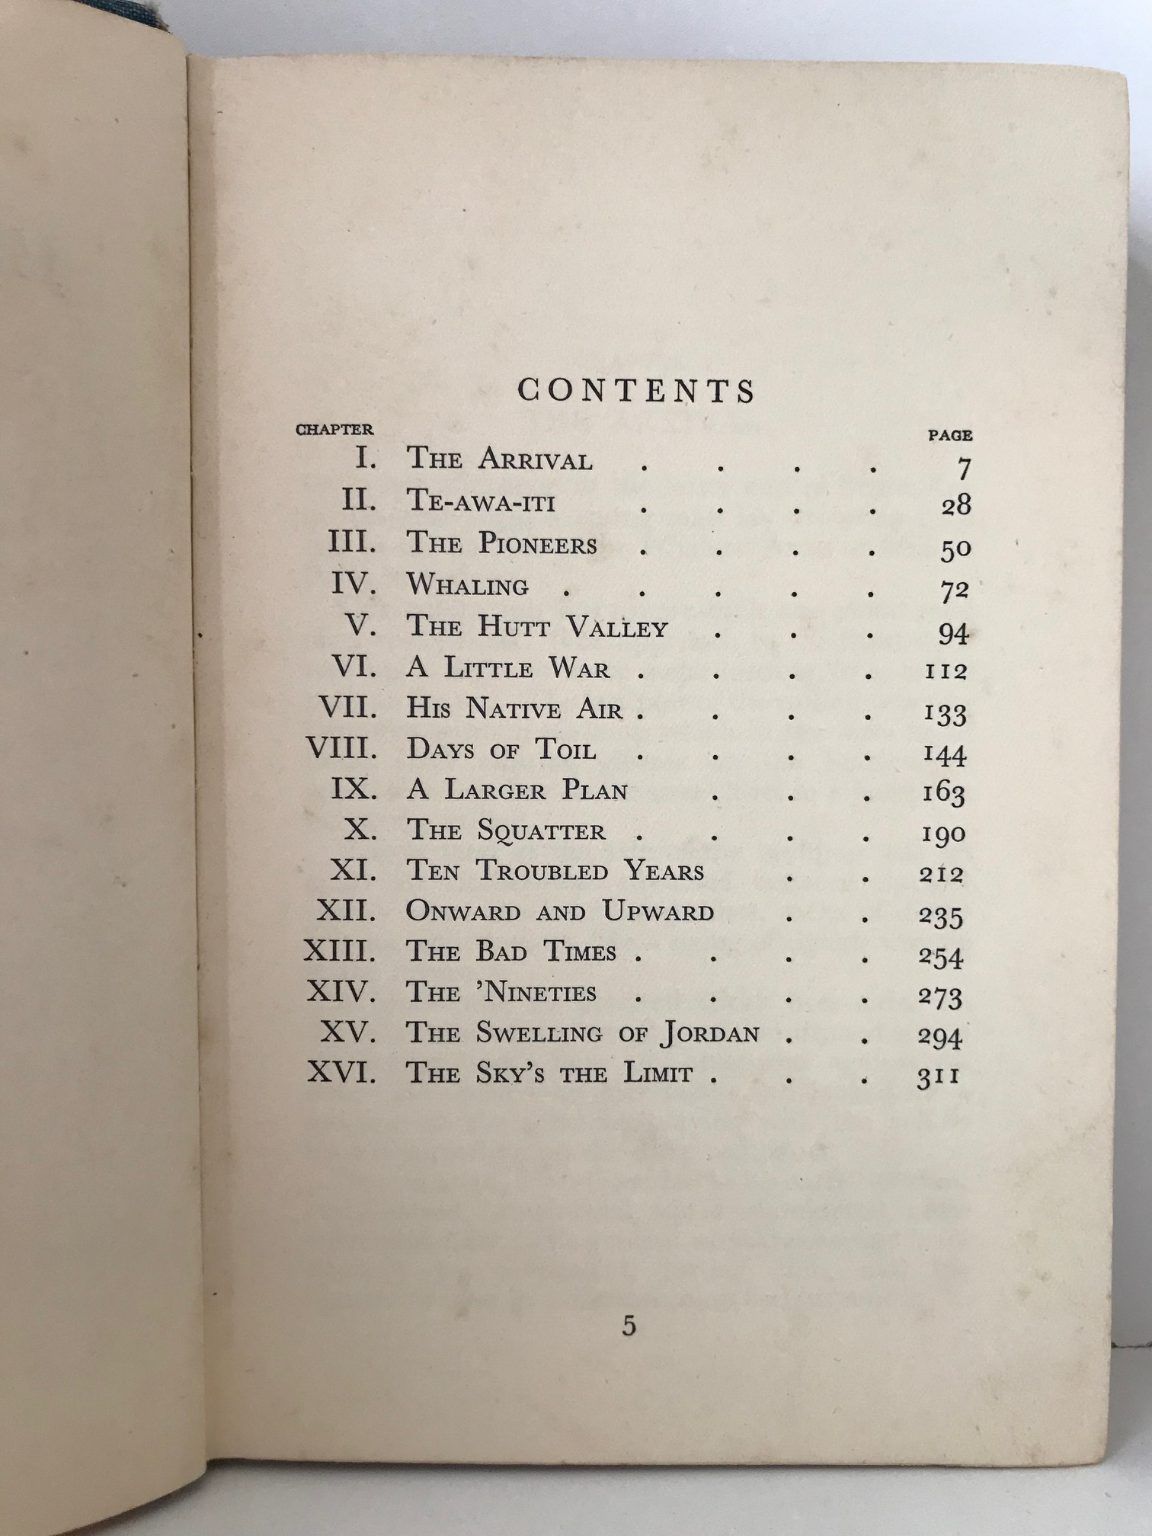 CONTENTS
CHAPTER PAGE
I. THE ARRIVAL . . . . 7
II. TE-AWA-ITI . . . . 28
III. THE PIONEERS . . . . 50
IV. WHALING . . . . . 72
V. THE HUTT VALLEY . . . 94
VI. A LITTLE WAR . . . . 112
VII. HIS NATIVE AIR . . . . 133
VIII. DAYS OF TOIL . . . . 144
IX. A LARGER PLAN . . . 163
X. THE SQUATTER . . . . 190
XI. TEN TROUBLED YEARS . . 212
XII. ONWARD AND UPWARD . . 235
XIII. THE BAD TIMES . . . . 254
XIV. THE ’NINETIES . . . . 273
XV. THE SWELLING OF JORDAN . . 294
XVI. THE SKY’S THE LIMIT . . . 311
5